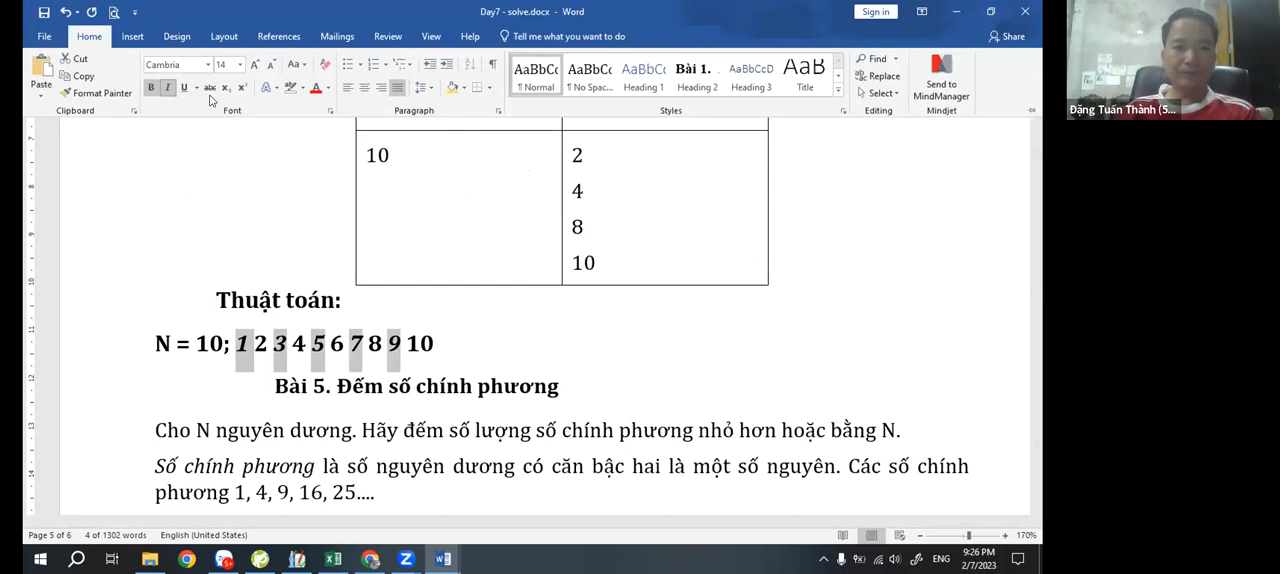 Day7 - solve.docx - Word
Sign in
File Home Insert Design Layout References Mailings Review View Help Tell me what you want to do Share
Paste
Cut
Copy
Format Painter
Clipboard
Cambria 14
B I U abc x₂ x² A Aa A A
Font
Paragraph
AaBbCc AaBbCc AaBbCc Bài 1. AaBbCcD AaBbC
¶ Normal ¶ No Spac... Heading 1 Heading 2 Heading 3 Title
Styles
Find
Replace
Select
Editing
Send to
MindManager
Mindjet
Đặng Tuấn Thành (5...
10 2
4
8
10
Thuật toán:
N = 10; 1 2 3 4 5 6 7 8 9 10
Bài 5. Đếm số chính phương
Cho N nguyên dương. Hãy đếm số lượng số chính phương nhỏ hơn hoặc bằng N.
Số chính phương là số nguyên dương có căn bậc hai là một số nguyên. Các số chính
phương 1, 4, 9, 16, 25....
Page 5 of 6 4 of 1302 words English (United States) 170%
ENG
9:26 PM
2/7/2023